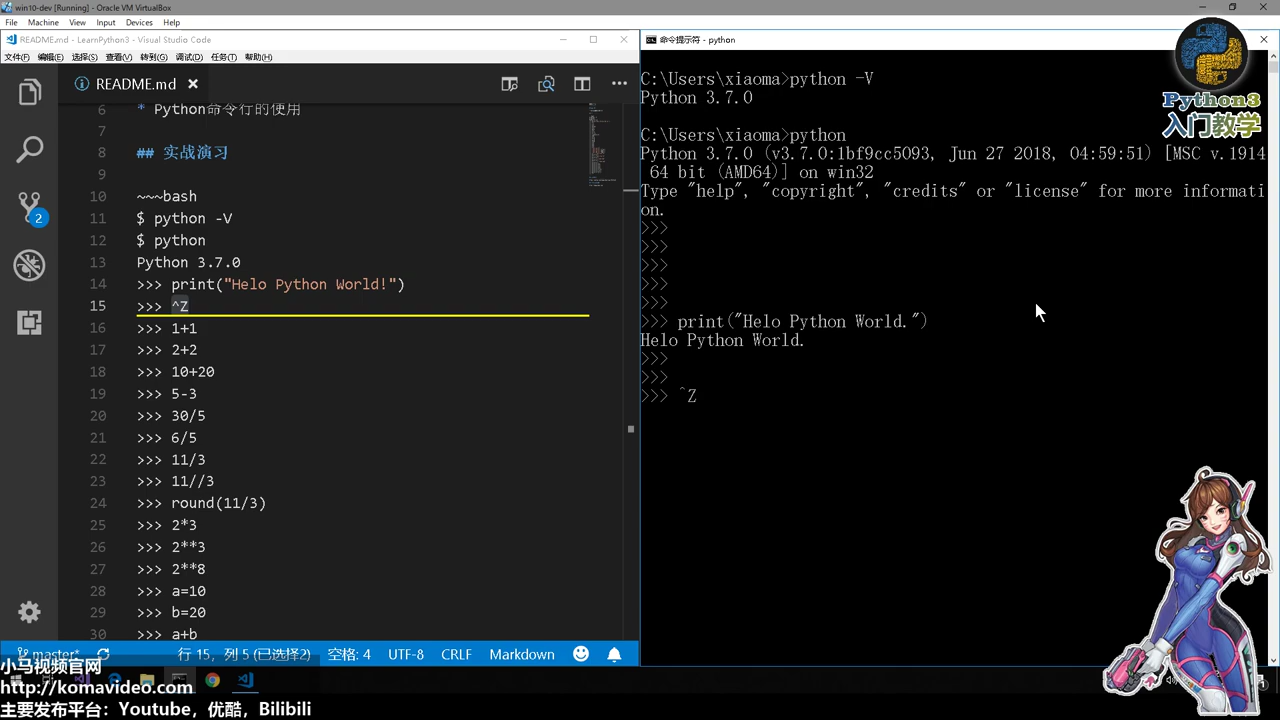 win10-dev [Running] - Oracle VM VirtualBox
File Machine View Input Devices Help
README.md - LearnPython3 - Visual Studio Code
文件(F) 编辑(E) 选择(S) 查看(V) 转到(G) 调试(D) 任务(T) 帮助(H)
README.md
6 * Python命令行的使用
7
8 ## 实战演习
9
10 ~~~bash
11 $ python -V
12 $ python
13 Python 3.7.0
14 >>> print("Helo Python World!")
15 >>> ^Z
16 >>> 1+1
17 >>> 2+2
18 >>> 10+20
19 >>> 5-3
20 >>> 30/5
21 >>> 6/5
22 >>> 11/3
23 >>> 11//3
24 >>> round(11/3)
25 >>> 2*3
26 >>> 2**3
27 >>> 2**8
28 >>> a=10
29 >>> b=20
30 >>> a+b
2
master* 行 15，列 5 (已选择2) 空格: 4 UTF-8 CRLF Markdown
命令提示符 - python
C:\Users\xiaoma>python -V
Python 3.7.0
C:\Users\xiaoma>python
Python 3.7.0 (v3.7.0:1bf9cc5093, Jun 27 2018, 04:59:51) [MSC v.1914
64 bit (AMD64)] on win32
Type "help", "copyright", "credits" or "license" for more informati
on.
>>>
>>>
>>>
>>>
>>>
>>> print("Helo Python World.")
Helo Python World.
>>>
>>>
>>> ^Z
Python3
入门教学
小马视频官网
http://komavideo.com
主要发布平台：Youtube，优酷，Bilibili